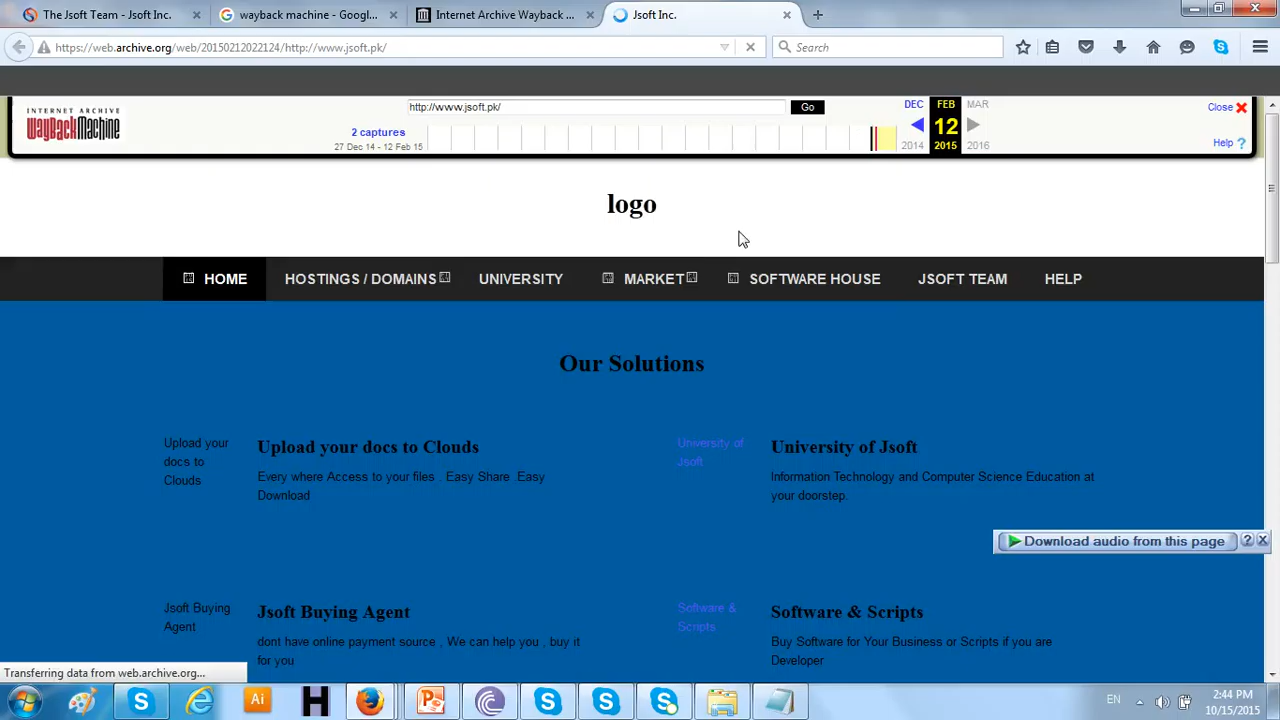 The Jsoft Team - Jsoft Inc. × wayback machine - Googl... × Internet Archive Wayback ... × Jsoft Inc. × +
https://web.archive.org/web/20150212022124/http://www.jsoft.pk/ Search
INTERNET ARCHIVE
WayBackMachine
http://www.jsoft.pk/ Go
DEC FEB MAR
Close
2 captures
12
27 Dec 14 - 12 Feb 15
2014 2015 2016
Help ?
logo
HOME HOSTINGS / DOMAINS UNIVERSITY MARKET SOFTWARE HOUSE JSOFT TEAM HELP
Our Solutions
Upload your
docs to
Clouds
Upload your docs to Clouds
Every where Access to your files . Easy Share .Easy
Download
University of
Jsoft
University of Jsoft
Information Technology and Computer Science Education at
your doorstep.
Download audio from this page ? X
Jsoft Buying
Agent
Jsoft Buying Agent
dont have online payment source , We can help you , buy it
for you
Software &
Scripts
Software & Scripts
Buy Software for Your Business or Scripts if you are
Developer
Transferring data from web.archive.org...
Ai H EN 2:44 PM
10/15/2015